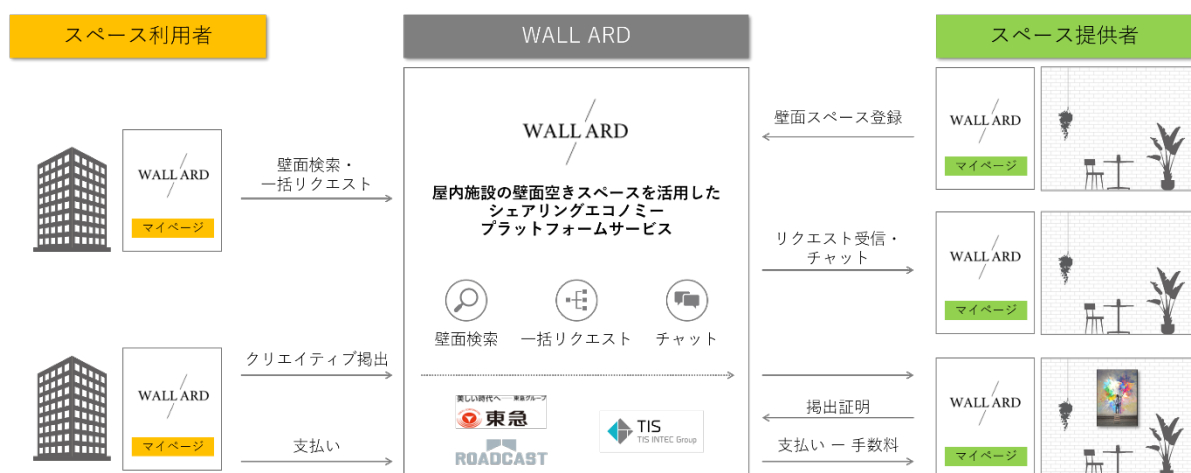 スペース利用者
WALL ARD
スペース提供者
WALL ARD
マイページ
壁面検索・
一括リクエスト
WALL ARD
屋内施設の壁面空きスペースを活用した
シェアリングエコノミー
プラットフォームサービス
壁面検索
一括リクエスト
チャット
壁面スペース登録
WALL ARD
マイページ
リクエスト受信・
チャット
WALL ARD
マイページ
WALL ARD
マイページ
クリエイティブ掲出
支払い
美しい時代へ―東急グループ
東急
ROADCAST
TIS
TIS INTEC Group
掲出証明
支払い ー 手数料
WALL ARD
マイページ